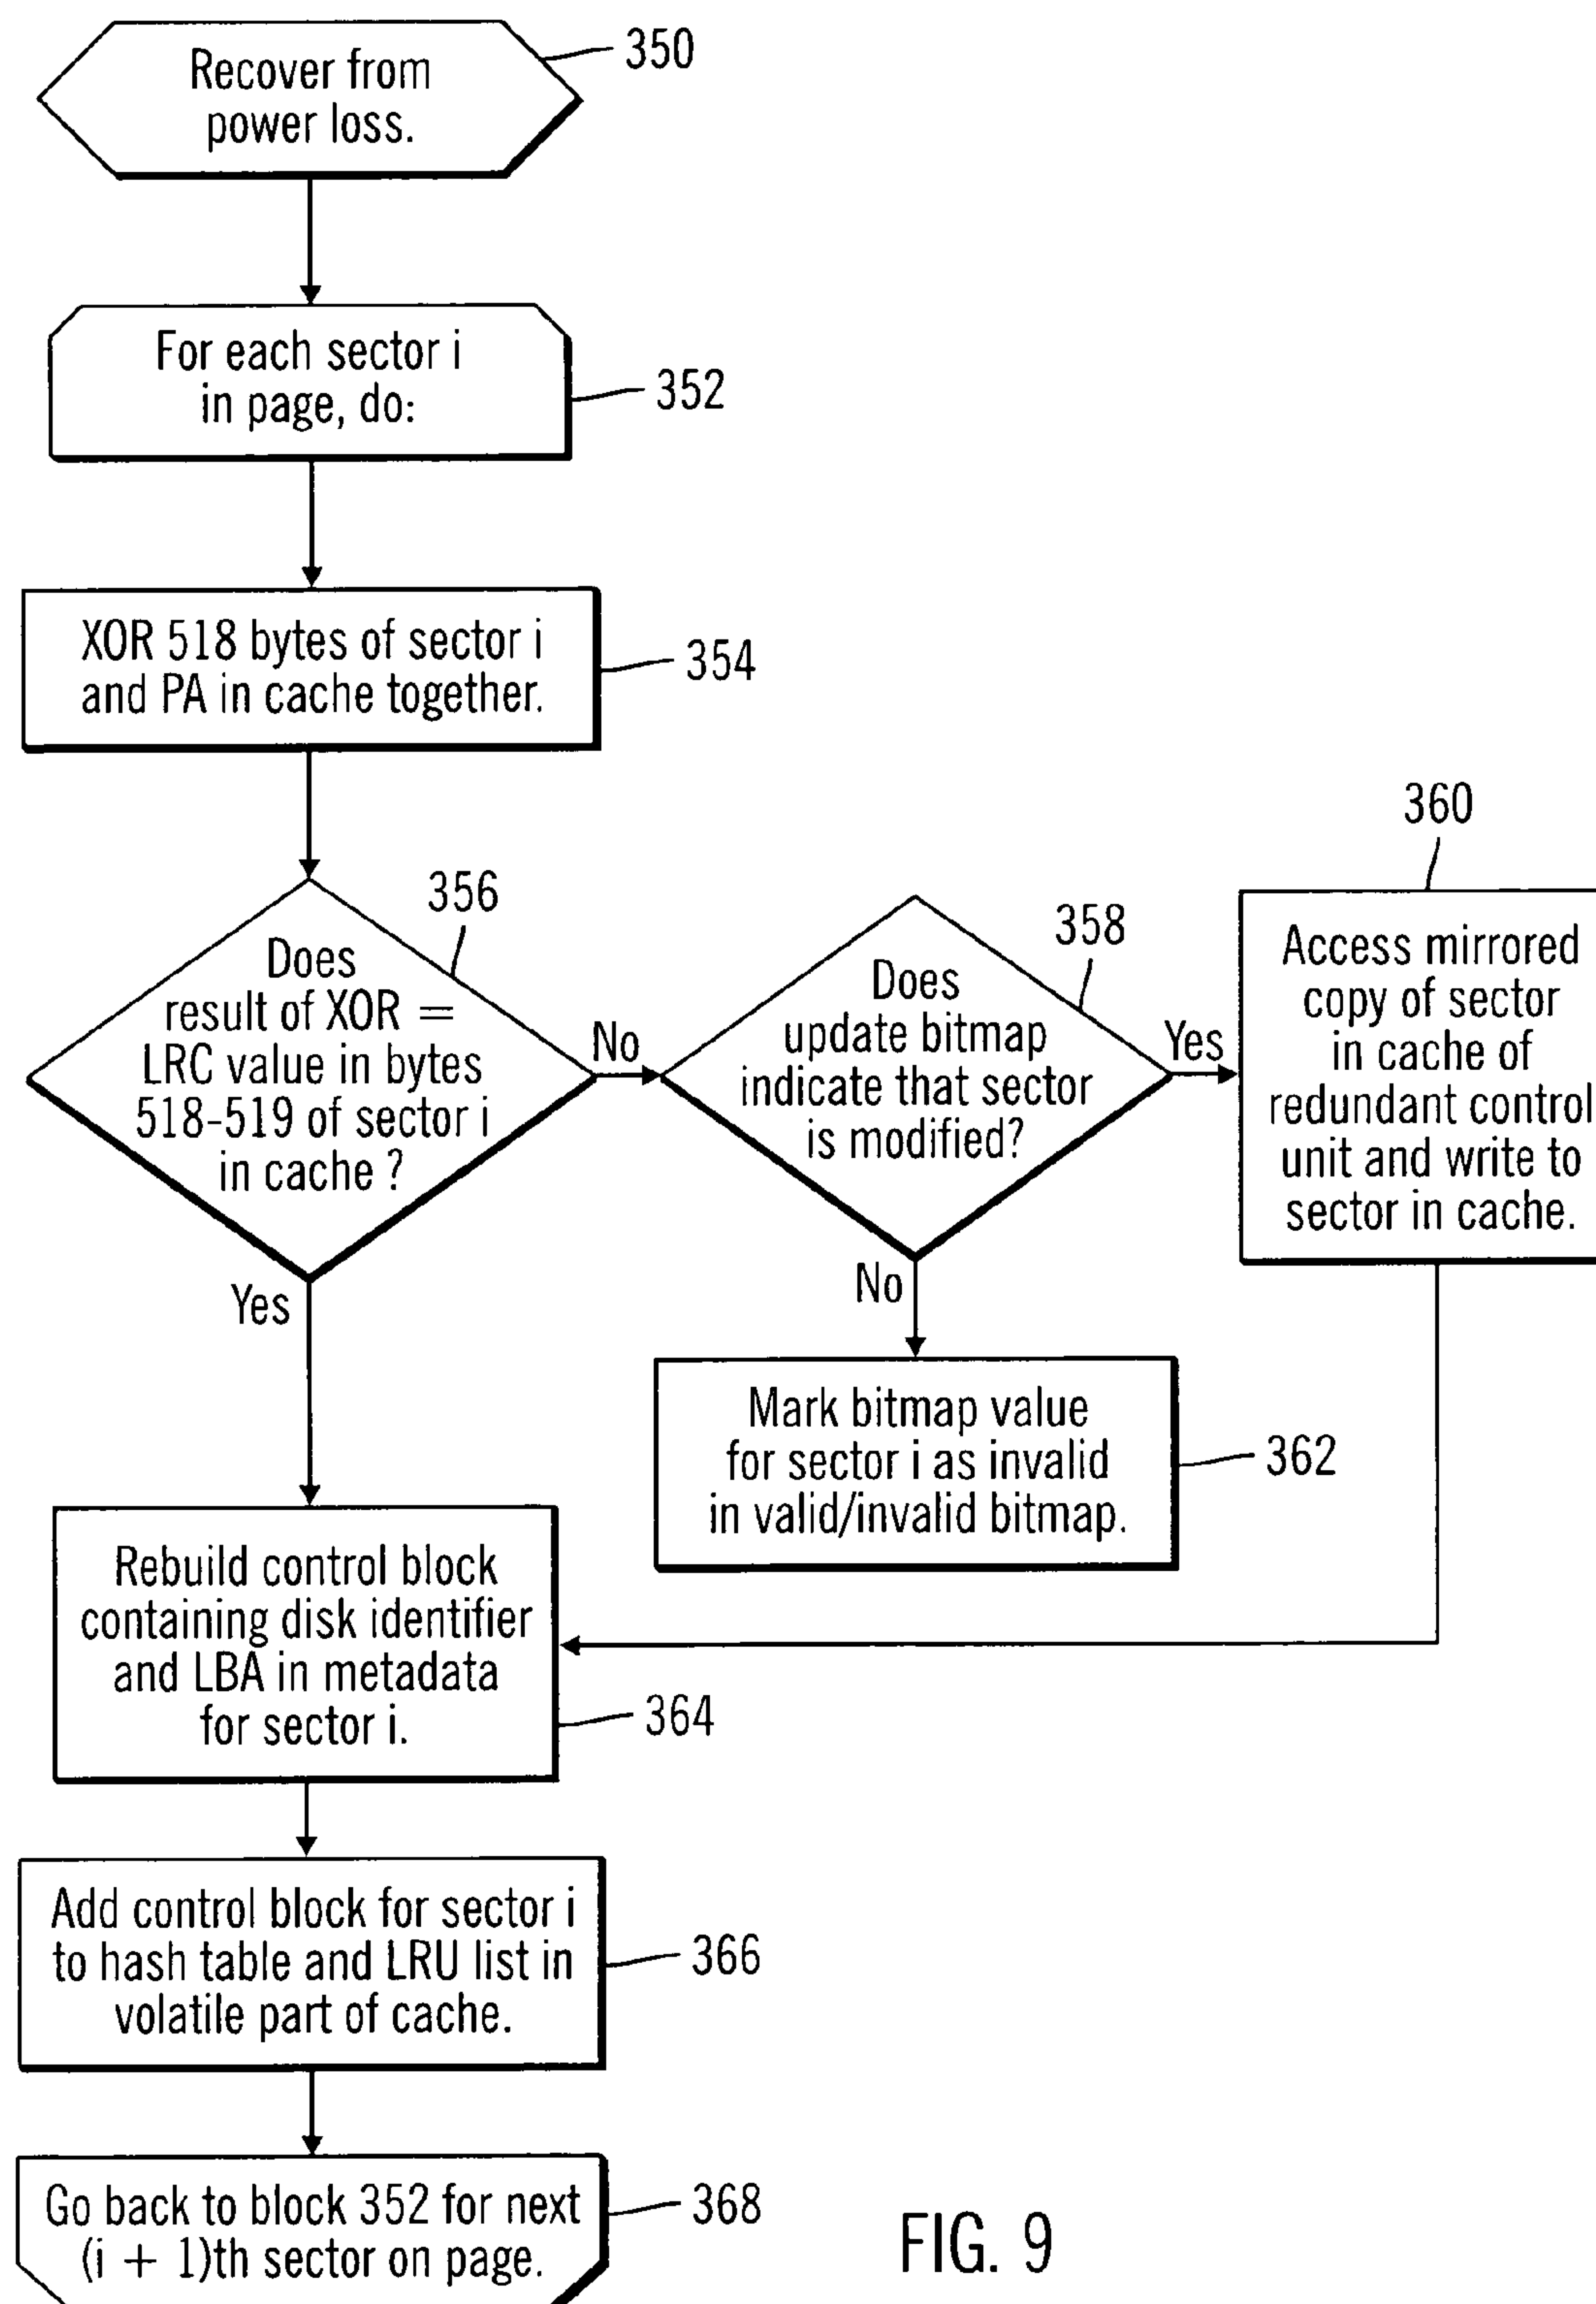 Recover from
power loss.
350
For each sector i
in page, do:
352
XOR 518 bytes of sector i
and PA in cache together.
354
356
Does
result of XOR =
LRC value in bytes
518-519 of sector i
in cache ?
No
Yes
358
Does
update bitmap
indicate that sector
is modified?
Yes
No
360
Access mirrored
copy of sector
in cache of
redundant control
unit and write to
sector in cache.
Mark bitmap value
for sector i as invalid
in valid/invalid bitmap.
362
Rebuild control block
containing disk identifier
and LBA in metadata
for sector i.
364
Add control block for sector i
to hash table and LRU list in
volatile part of cache.
366
Go back to block 352 for next
(i + 1)th sector on page.
368
FIG. 9